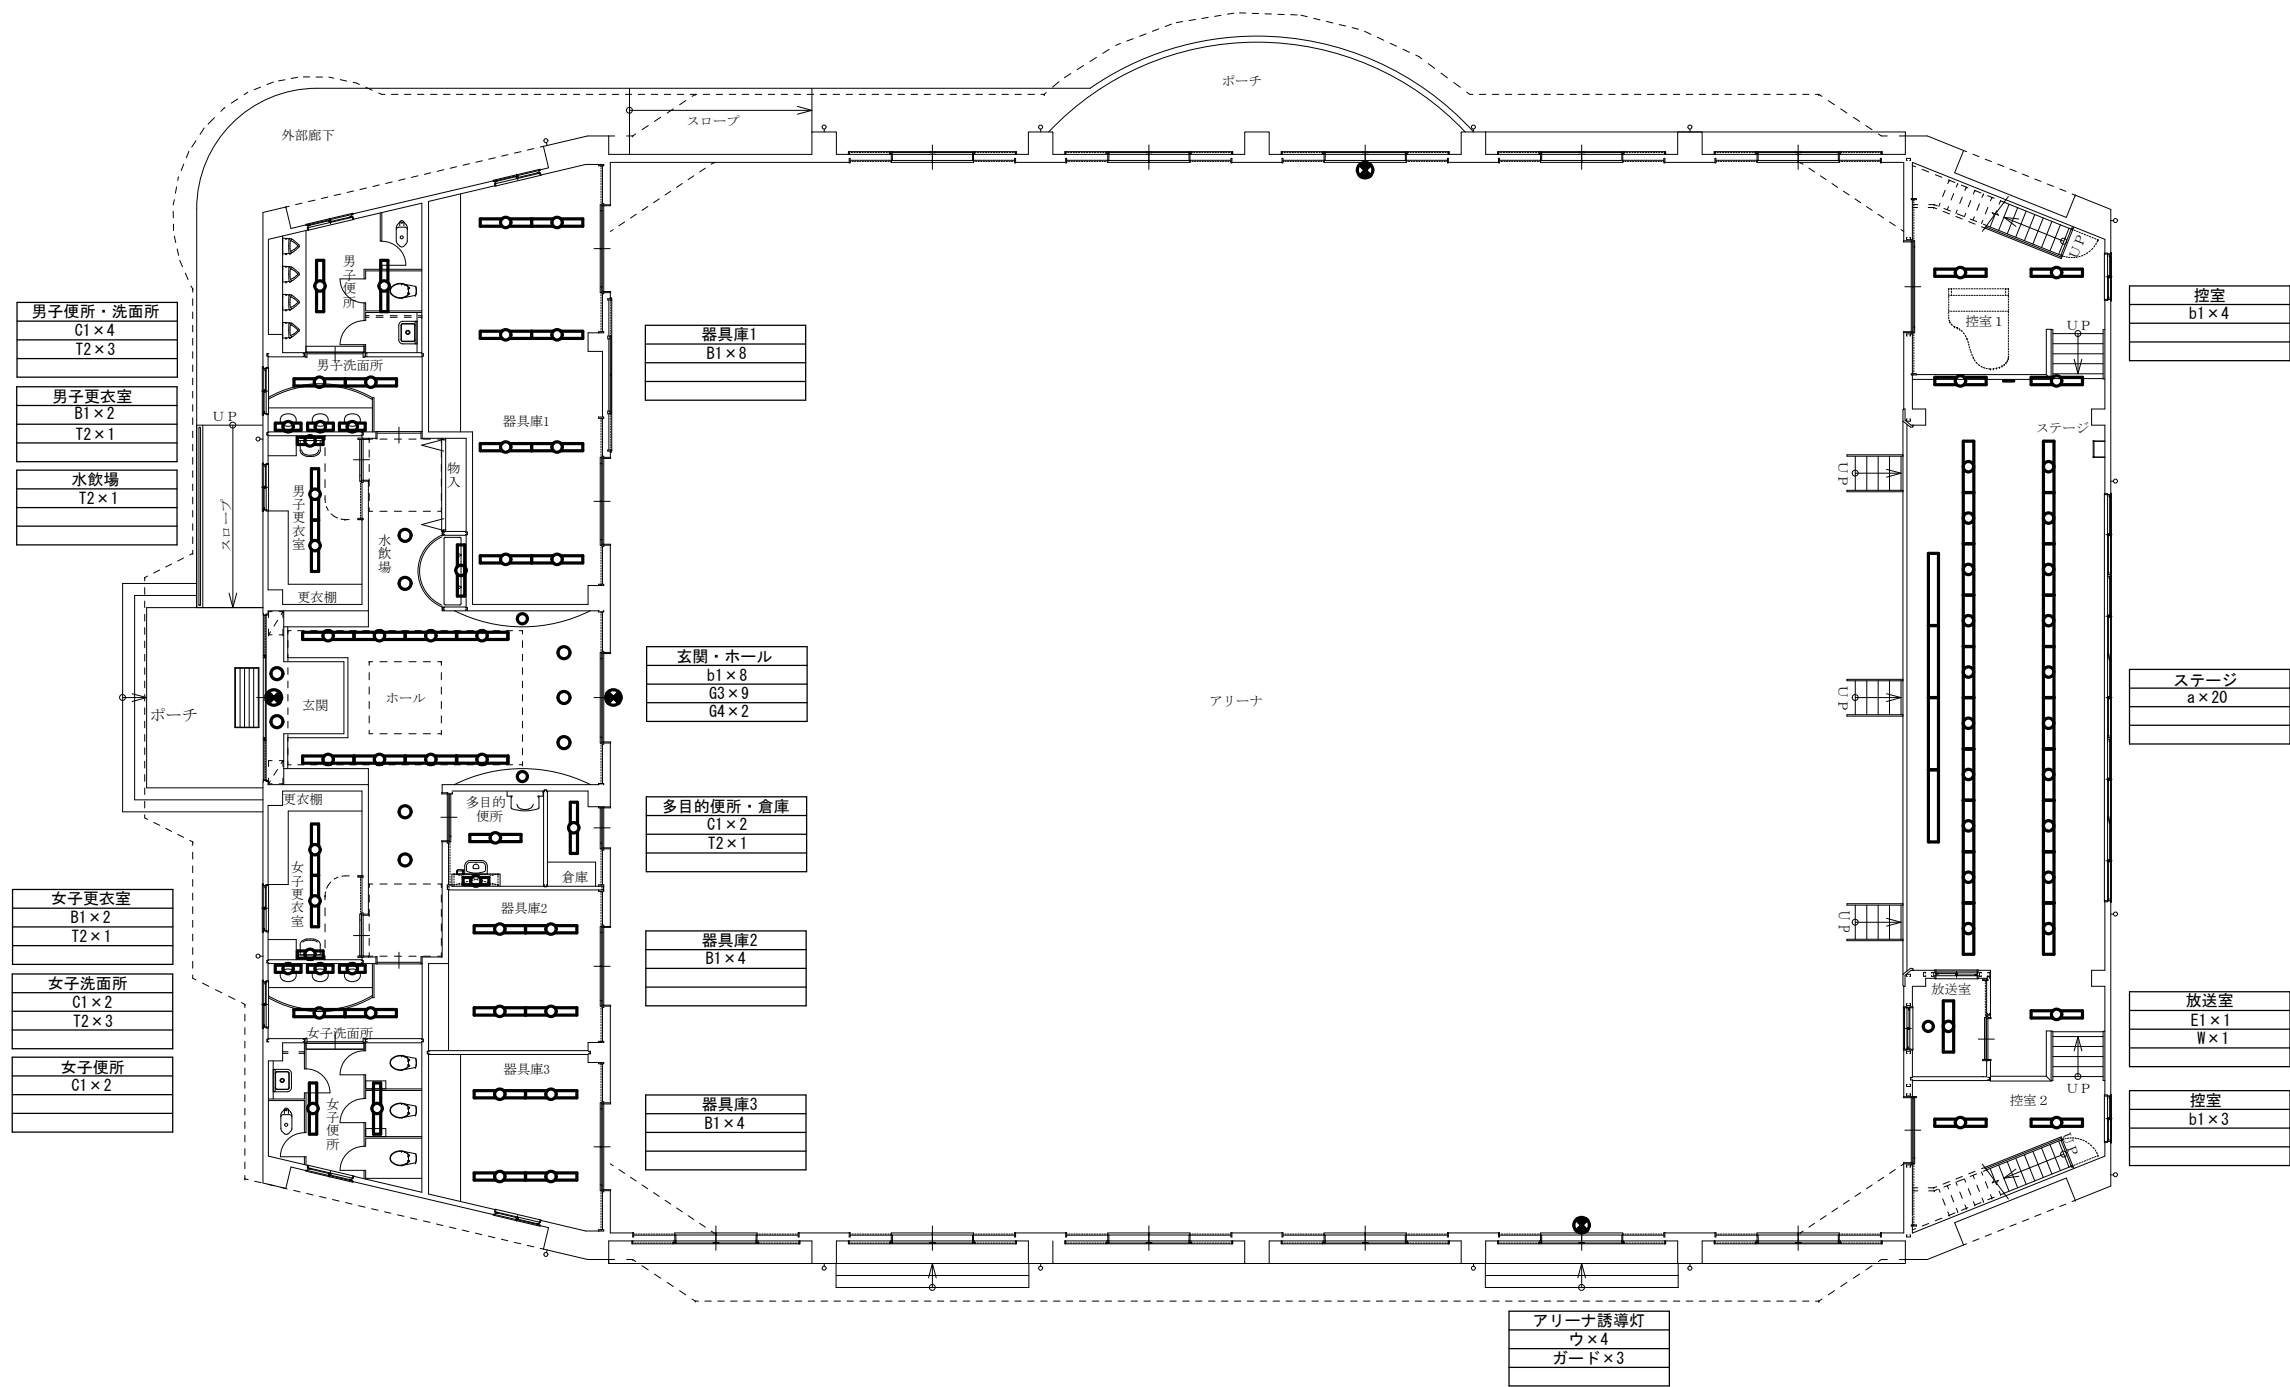 ポーチ
スロープ
外部廊下
男子便所
男子洗面所
器具庫1
物入
UP
スロープ
男子更衣室
水飲場
更衣棚
玄関
ホール
ポーチ
アリーナ
更衣棚
多目的
便所
倉庫
女子更衣室
器具庫2
女子洗面所
器具庫3
女子便所
UP
控室1
UP
ステージ
UP
UP
UP
放送室
UP
控室2
UP
男子便所・洗面所
C1×4
T2×3
男子更衣室
B1×2
T2×1
水飲場
T2×1
器具庫1
B1×8
玄関・ホール
b1×8
G3×9
G4×2
多目的便所・倉庫
C1×2
T2×1
女子更衣室
B1×2
T2×1
女子洗面所
C1×2
T2×3
女子便所
C1×2
器具庫2
B1×4
器具庫3
B1×4
控室
b1×4
ステージ
a×20
放送室
E1×1
W×1
控室
b1×3
アリーナ誘導灯
ウ×4
ガード×3